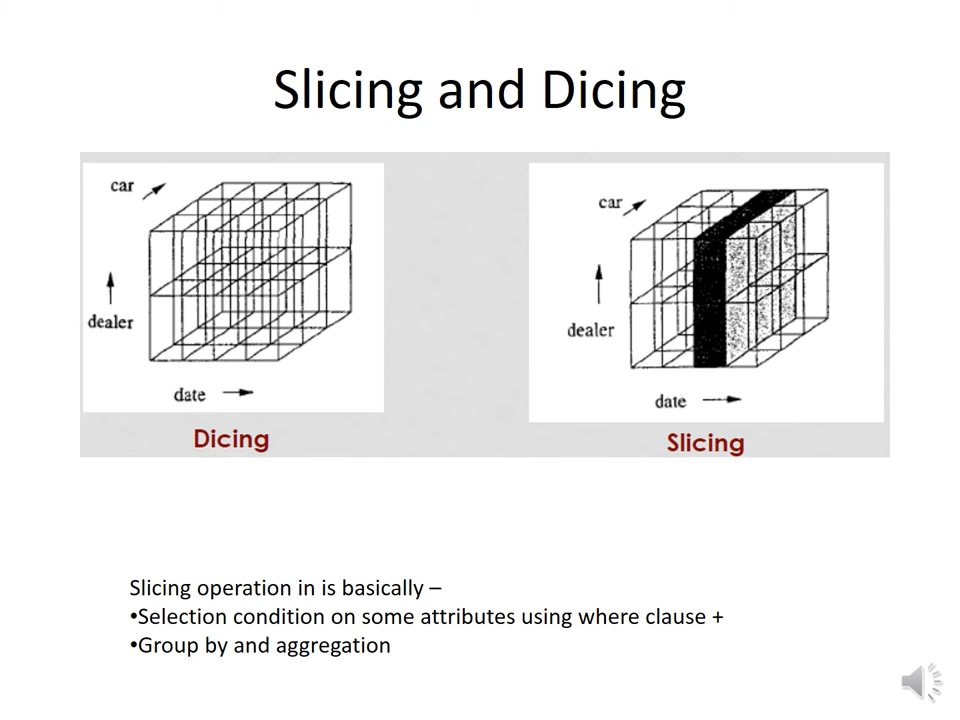 Slicing and Dicing
car
dealer
date
Dicing
car
dealer
date
Slicing
Slicing operation in is basically –
•Selection condition on some attributes using where clause +
•Group by and aggregation